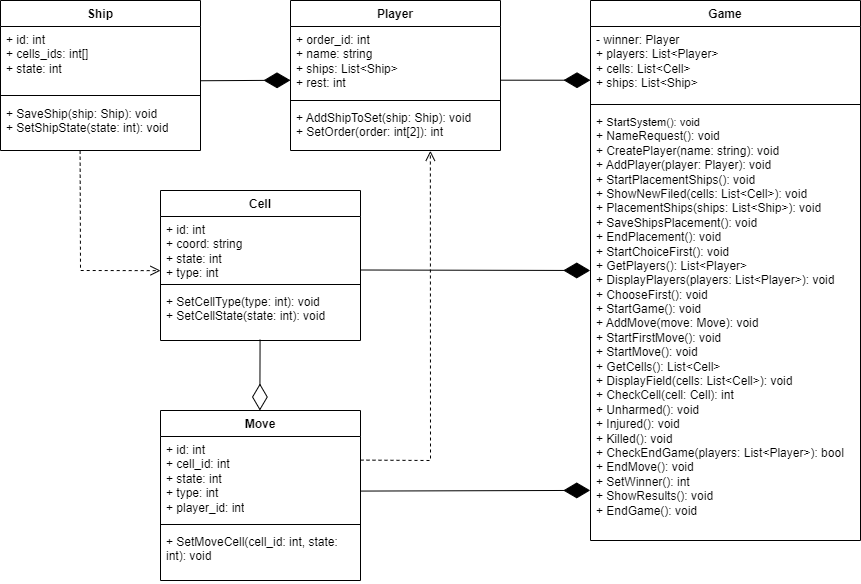 Ship
+ id: int
+ cells_ids: int[]
+ state: int
+ SaveShip(ship: Ship): void
+ SetShipState(state: int): void
Player
+ order_id: int
+ name: string
+ ships: List<Ship>
+ rest: int
+ AddShipToSet(ship: Ship): void
+ SetOrder(order: int[2]): int
Game
- winner: Player
+ players: List<Player>
+ cells: List<Cell>
+ ships: List<Ship>
+ StartSystem(): void
+ NameRequest(): void
+ CreatePlayer(name: string): void
+ AddPlayer(player: Player): void
+ StartPlacementShips(): void
+ ShowNewFiled(cells: List<Cell>): void
+ PlacementShips(ships: List<Ship>): void
+ SaveShipsPlacement(): void
+ EndPlacement(): void
+ StartChoiceFirst(): void
+ GetPlayers(): List<Player>
+ DisplayPlayers(players: List<Player>): void
+ ChooseFirst(): void
+ StartGame(): void
+ AddMove(move: Move): void
+ StartFirstMove(): void
+ StartMove(): void
+ GetCells(): List<Cell>
+ DisplayField(cells: List<Cell>): void
+ CheckCell(cell: Cell): int
+ Unharmed(): void
+ Injured(): void
+ Killed(): void
+ CheckEndGame(players: List<Player>): bool
+ EndMove(): void
+ SetWinner(): int
+ ShowResults(): void
+ EndGame(): void
Cell
+ id: int
+ coord: string
+ state: int
+ type: int
+ SetCellType(type: int): void
+ SetCellState(state: int): void
Move
+ id: int
+ cell_id: int
+ state: int
+ type: int
+ player_id: int
+ SetMoveCell(cell_id: int, state:
int): void